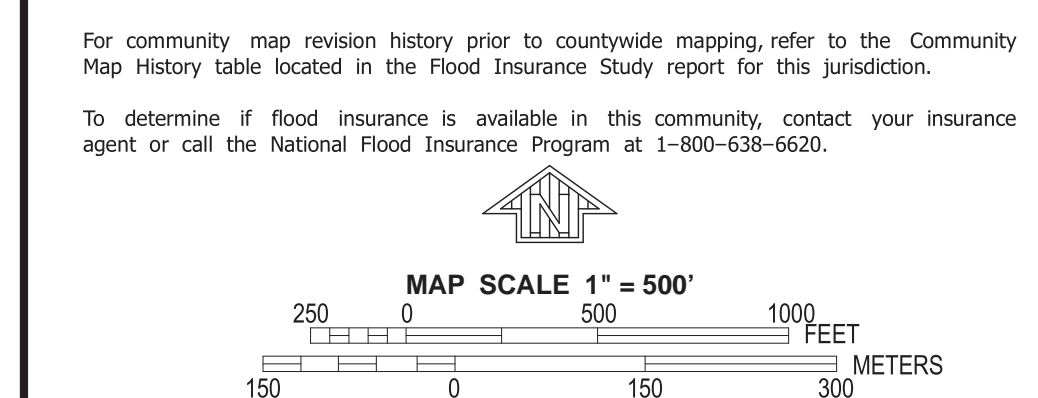 For community map revision history prior to countywide mapping, refer to the Community
Map History table located in the Flood Insurance Study report for this jurisdiction.
To determine if flood insurance is available in this community, contact your insurance
agent or call the National Flood Insurance Program at 1–800–638–6620.
N
MAP SCALE 1" = 500’
250 0 500 1000
FEET
METERS
150 0 150 300